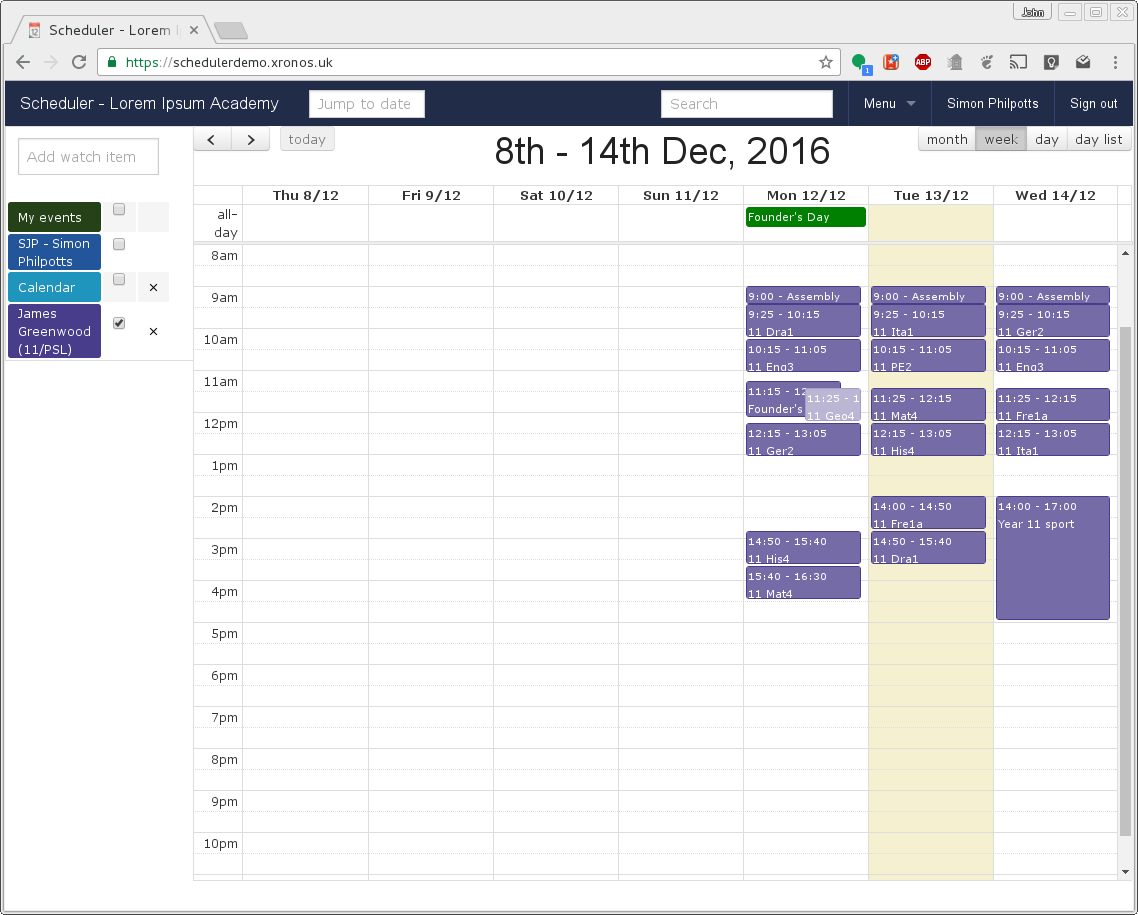 John
Scheduler - Lorem
https://schedulerdemo.xronos.uk
ABP
1
Scheduler - Lorem Ipsum Academy
Jump to date
Search
Menu
Simon Philpotts
Sign out
Add watch item
today
8th - 14th Dec, 2016
month
week
day
day list
My events
SJP - Simon
Philpotts
Calendar
James
Greenwood
(11/PSL)
Thu 8/12
Fri 9/12
Sat 10/12
Sun 11/12
Mon 12/12
Tue 13/12
Wed 14/12
all-
day
Founder's Day
8am
9am
10am
11am
12pm
1pm
2pm
3pm
4pm
5pm
6pm
7pm
8pm
9pm
10pm
9:00 - Assembly
9:25 - 10:15
11 Dra1
10:15 - 11:05
11 Eng3
11:15 - 12
Founder's
11:25 - 1
11 Geo4
12:15 - 13:05
11 Ger2
14:50 - 15:40
11 His4
15:40 - 16:30
11 Mat4
9:00 - Assembly
9:25 - 10:15
11 Ita1
10:15 - 11:05
11 PE2
11:25 - 12:15
11 Mat4
12:15 - 13:05
11 His4
14:00 - 14:50
11 Fre1a
14:50 - 15:40
11 Dra1
9:00 - Assembly
9:25 - 10:15
11 Ger2
10:15 - 11:05
11 Eng3
11:25 - 12:15
11 Fre1a
12:15 - 13:05
11 Ita1
14:00 - 17:00
Year 11 sport